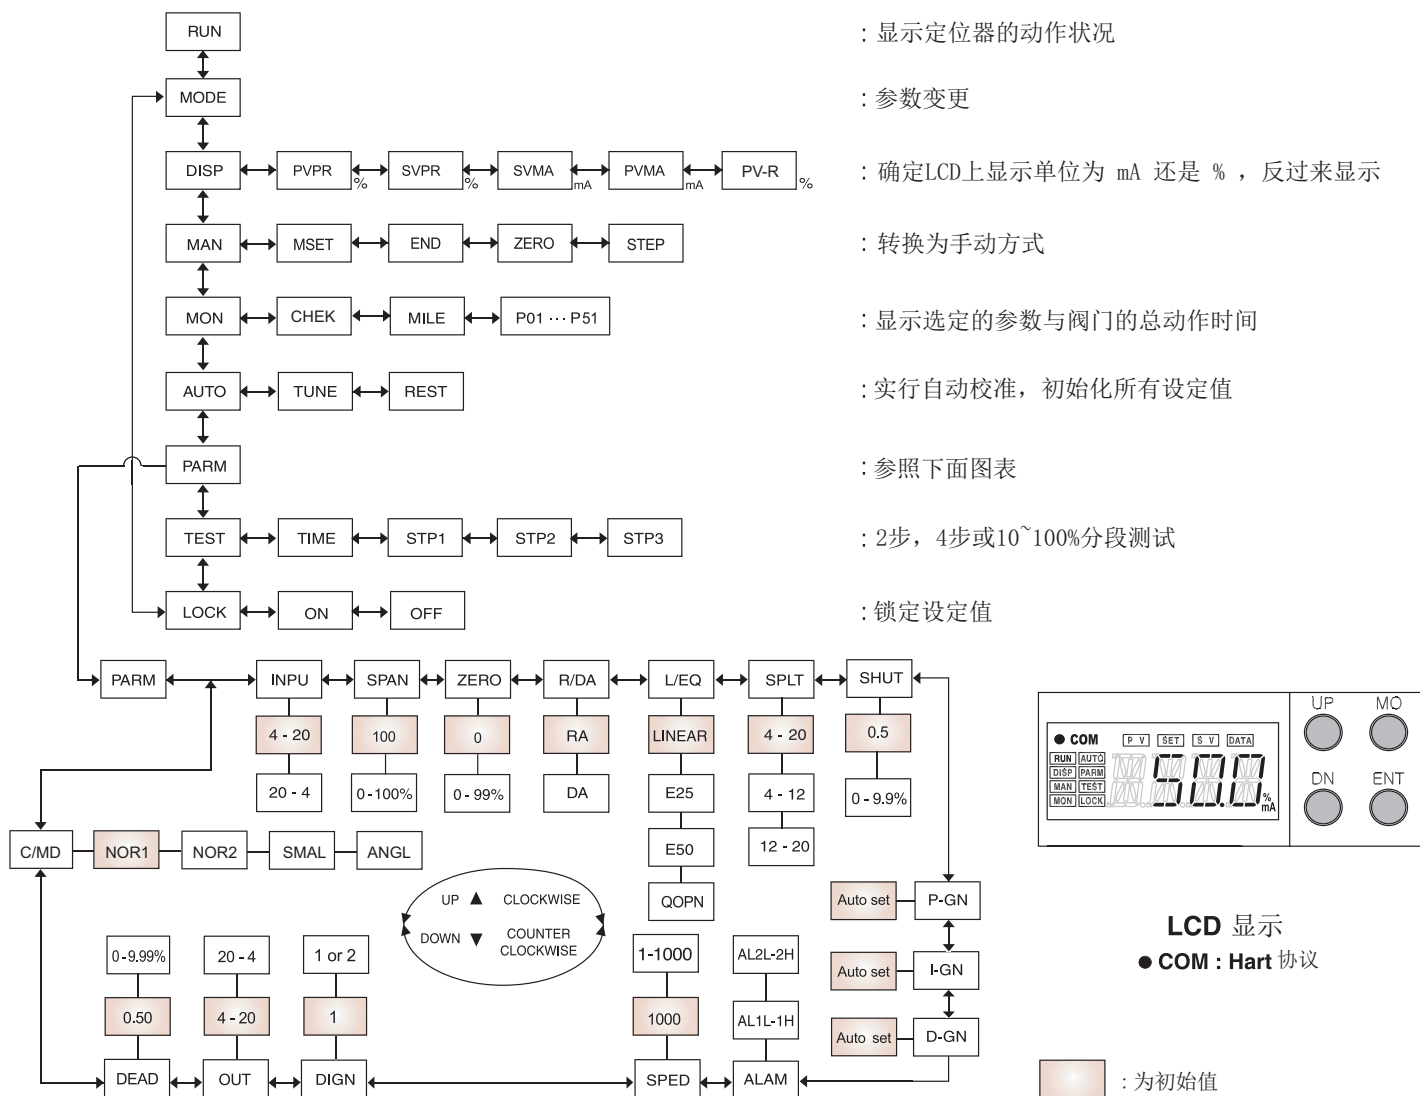 RUN : 显示定位器的动作状况
MODE : 参数变更
DISP PVPR % SVPR % SVMA mA PVMA mA PV-R % : 确定LCD上显示单位为 mA 还是 % ，反过来显示
MAN MSET END ZERO STEP : 转换为手动方式
MON CHEK MILE P01 ··· P51 : 显示选定的参数与阀门的总动作时间
AUTO TUNE REST : 实行自动校准，初始化所有设定值
PARM : 参照下面图表
TEST TIME STP1 STP2 STP3 : 2步，4步或10~100%分段测试
LOCK ON OFF : 锁定设定值
PARM INPU SPAN ZERO R/DA L/EQ SPLT SHUT
4 - 20 100 0 RA LINEAR 4 - 20 0.5
20 - 4 0-100% 0-99% DA E25 4 - 12 0-9.9%
C/MD NOR1 NOR2 SMAL ANGL E50 12 - 20
QOPN
UP ▲ CLOCKWISE
DOWN ▼ COUNTER
CLOCKWISE
Auto set P-GN
Auto set I-GN
Auto set D-GN
0-9.99% 20 - 4 1 or 2 1-1000 AL2L-2H
0.50 4 - 20 1 1000 AL1L-1H
DEAD OUT DIGN SPED ALAM
UP MO
● COM P V SET S V DATA
RUN AUTO
DISP PARM
MAN TEST
MON LOCK
50.0 % mA
DN ENT
LCD 显示
● COM : Hart 协议
: 为初始值